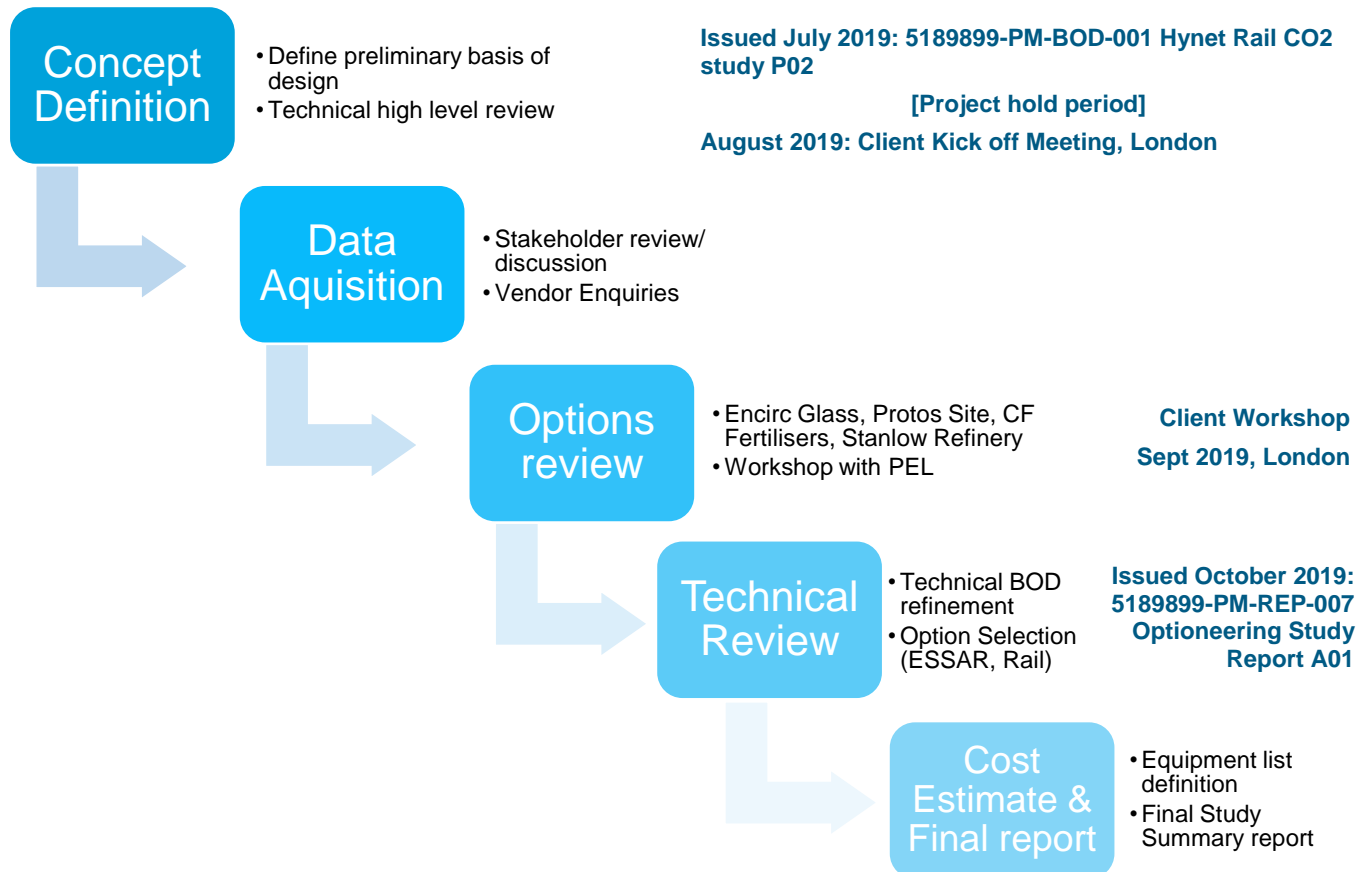 Concept
Definition
• Define preliminary basis of
design
• Technical high level review
Issued July 2019: 5189899-PM-BOD-001 Hynet Rail CO2
study P02
[Project hold period]
August 2019: Client Kick off Meeting, London
Data
Aquisition
• Stakeholder review/
discussion
• Vendor Enquiries
Options
review
• Encirc Glass, Protos Site, CF
Fertilisers, Stanlow Refinery
• Workshop with PEL
Client Workshop
Sept 2019, London
Technical
Review
• Technical BOD
refinement
• Option Selection
(ESSAR, Rail)
Issued October 2019:
5189899-PM-REP-007
Optioneering Study
Report A01
Cost
Estimate &
Final report
• Equipment list
definition
• Final Study
Summary report